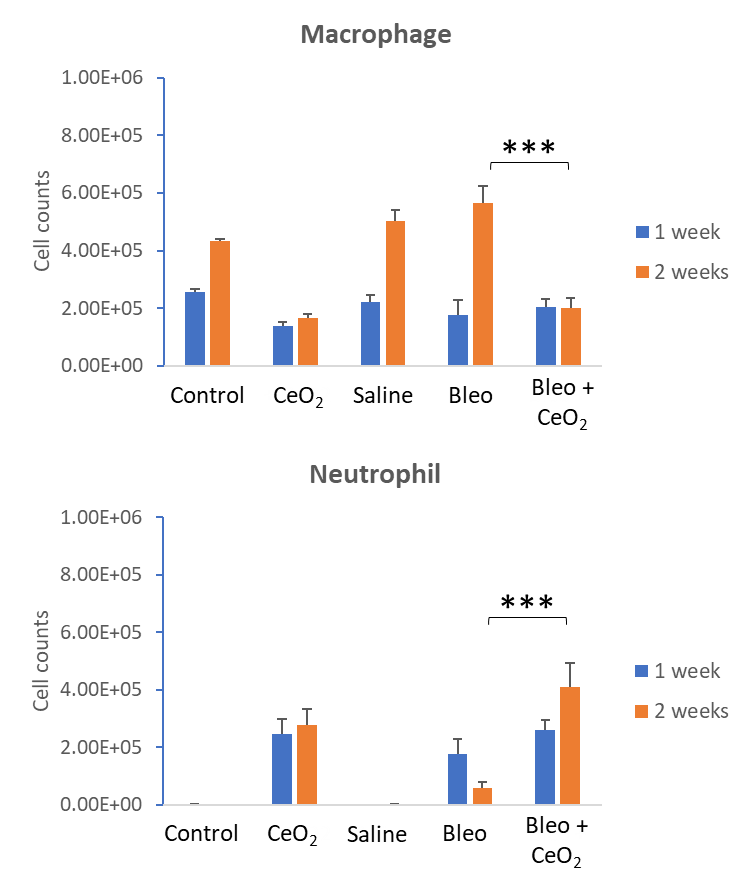 Macrophage
1.00E+06
8.00E+05
6.00E+05
4.00E+05
2.00E+05
0.00E+00
Cell counts
***
1 week
2 weeks
Control CeO₂ Saline Bleo Bleo +
CeO₂
Neutrophil
1.00E+06
8.00E+05
6.00E+05
4.00E+05
2.00E+05
0.00E+00
Cell counts
***
1 week
2 weeks
Control CeO₂ Saline Bleo Bleo +
CeO₂